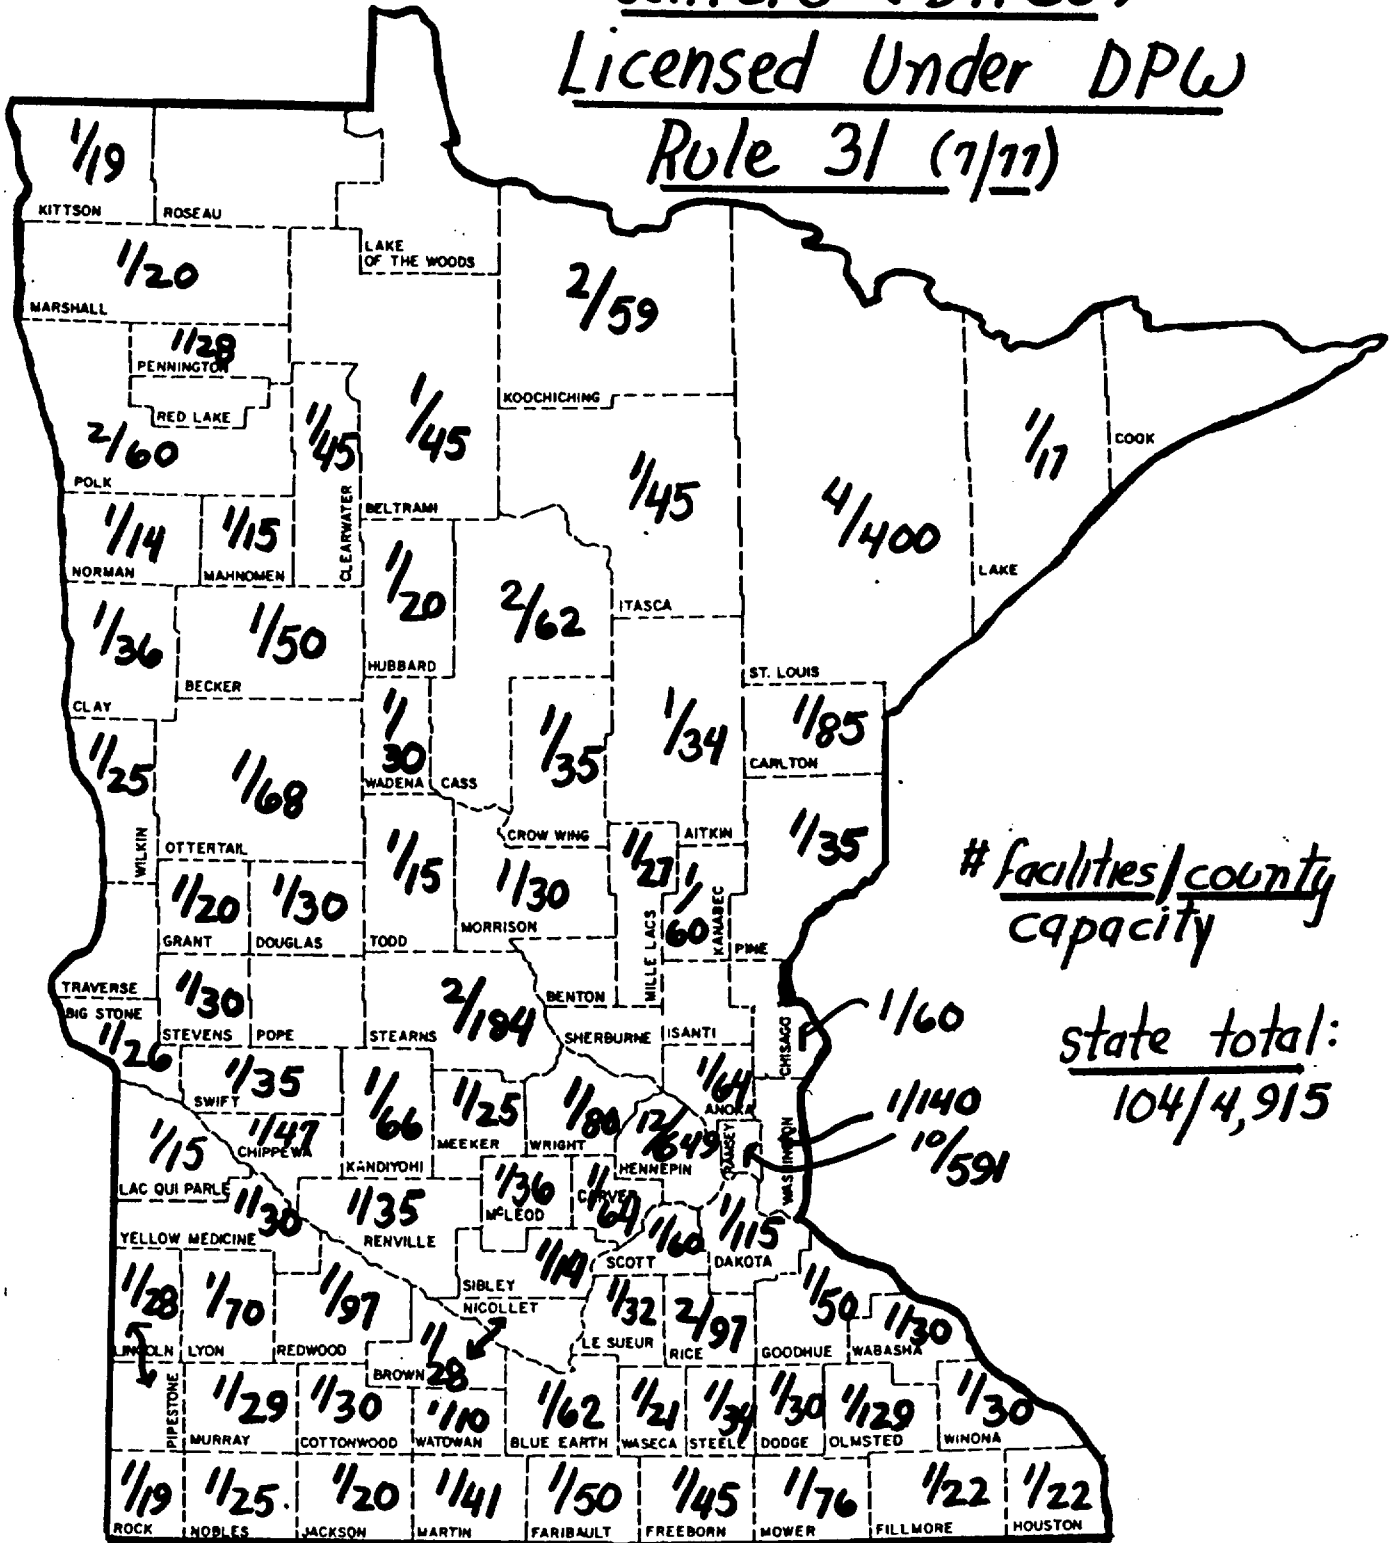 Licensed Under DPW
Rule 31 (7/77)
1/19
KITTSON
ROSEAU
LAKE
OF THE WOODS
1/20
MARSHALL
2/59
KOOCHICHING
1/28
PENNINGTON
RED LAKE
2/60
POLK
1/45
CLEARWATER
1/45
BELTRAMI
1/45
ITASCA
4/400
ST. LOUIS
1/17
LAKE
COOK
1/14
NORMAN
1/15
MAHNOMEN
1/20
HUBBARD
2/62
CASS
1/36
CLAY
1/50
BECKER
1/30
WADENA
1/35
CROW WING
1/34
AITKIN
1/85
CARLTON
1/25
WILKIN
1/68
OTTERTAIL
1/15
TODD
1/30
MORRISON
1/27
MILLE LACS
1/60
KANABEC
1/35
PINE
# facilities/county
capacity
1/20
GRANT
1/30
DOUGLAS
TRAVERSE
BIG STONE
1/26
1/30
STEVENS
POPE
2/184
STEARNS
BENTON
SHERBURNE
ISANTI
CHISAGO
1/60
state total:
104/4,915
1/35
SWIFT
1/66
KANDIYOHI
1/25
MEEKER
1/80
WRIGHT
1/64
ANOKA
12/649
HENNEPIN
RAMSEY
WASHINGTON
1/140
10/591
1/15
LAC QUI PARLE
1/47
CHIPPEWA
1/30
YELLOW MEDICINE
1/35
RENVILLE
1/36
McLEOD
1/64
CARVER
1/14
SIBLEY
1/60
SCOTT
1/115
DAKOTA
1/28
LINCOLN
1/70
LYON
1/97
REDWOOD
NICOLLET
1/28
BROWN
1/32
LE SUEUR
2/97
RICE
1/50
GOODHUE
1/30
WABASHA
PIPESTONE
1/29
MURRAY
1/30
COTTONWOOD
1/10
WATOWAN
1/62
BLUE EARTH
1/21
WASECA
1/34
STEELE
1/30
DODGE
1/129
OLMSTED
1/30
WINONA
1/19
ROCK
1/25
NOBLES
1/20
JACKSON
1/41
MARTIN
1/50
FARIBAULT
1/45
FREEBORN
1/76
MOWER
1/22
FILLMORE
1/22
HOUSTON